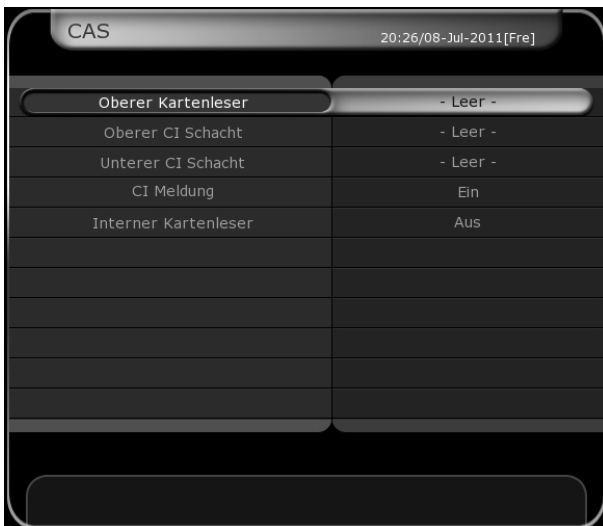 CAS
20:26/08-Jul-2011[Fre]
Oberer Kartenleser - Leer -
Oberer CI Schacht - Leer -
Unterer CI Schacht - Leer -
CI Meldung Ein
Interner Kartenleser Aus